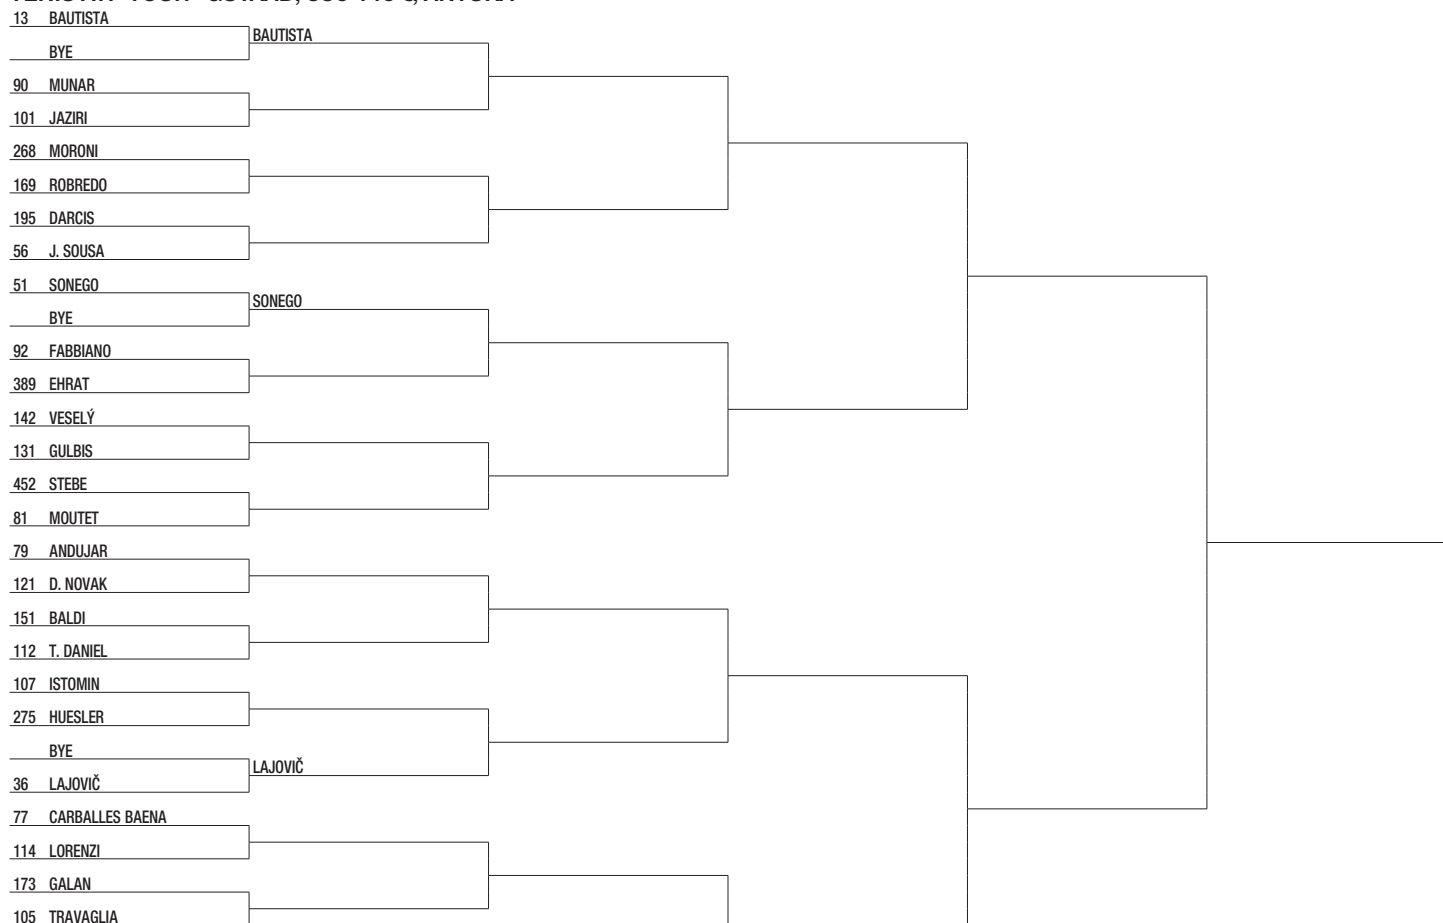 13 BAUTISTA
BAUTISTA
BYE
90 MUNAR
101 JAZIRI
268 MORONI
169 ROBREDO
195 DARCIS
56 J. SOUSA
51 SONEGO
SONEGO
BYE
92 FABBIANO
389 EHRAT
142 VESELÝ
131 GULBIS
452 STEBE
81 MOUTET
79 ANDUJAR
121 D. NOVAK
151 BALDI
112 T. DANIEL
107 ISTOMIN
275 HUESLER
BYE
LAJOVIČ
36 LAJOVIČ
77 CARBALLES BAENA
114 LORENZI
173 GALAN
105 TRAVAGLIA